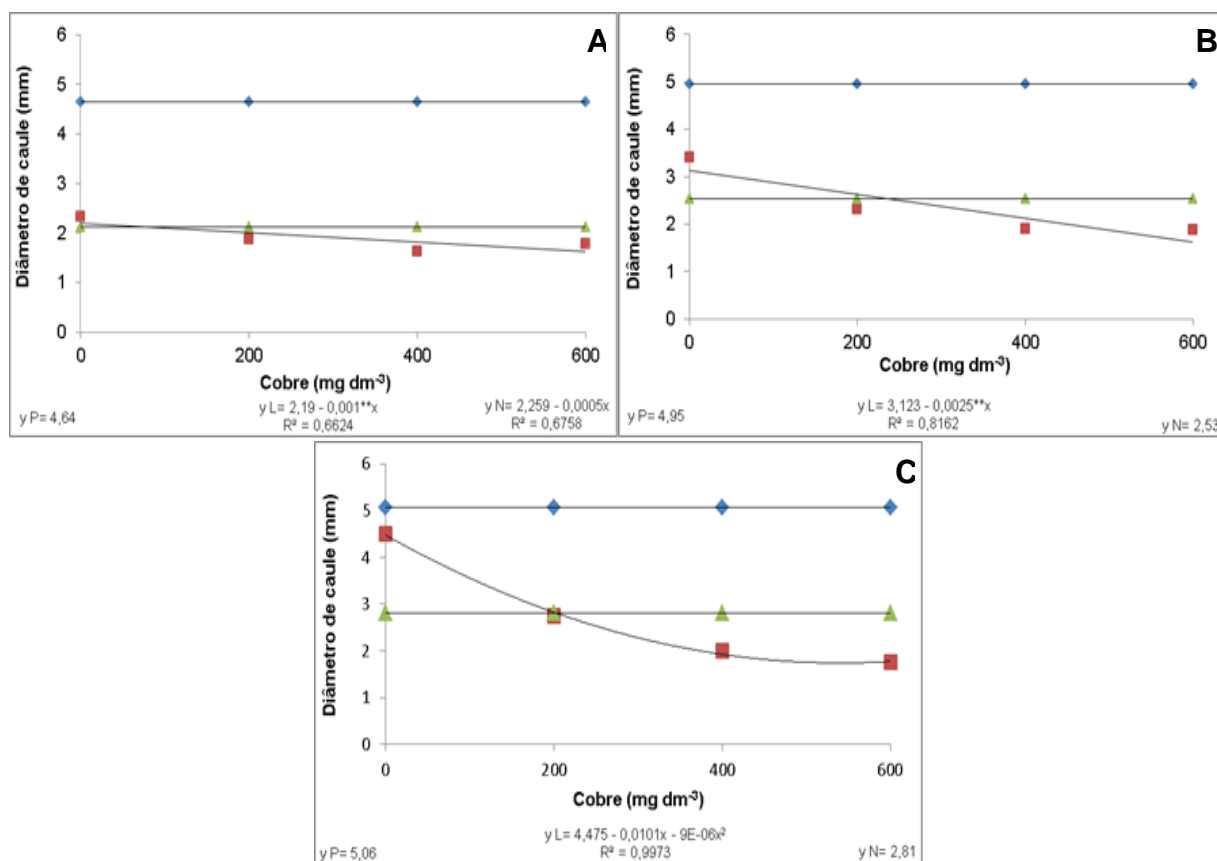 A
Diâmetro de caule (mm)
6
5
4
3
2
1
0
0 200 400 600
Cobre (mg dm⁻³)
y P= 4,64
y L= 2,19 - 0,001**x
R² = 0,6624
y N= 2,259 - 0,0005x
R² = 0,6758
B
Diâmetro de caule (mm)
6
5
4
3
2
1
0
0 200 400 600
Cobre (mg dm⁻³)
y P= 4,95
y L= 3,123 - 0,0025**x
R² = 0,8162
y N= 2,53
C
Diâmetro de caule (mm)
6
5
4
3
2
1
0
0 200 400 600
Cobre (mg dm⁻³)
y P= 5,06
y L= 4,475 - 0,0101x - 9E-06x²
R² = 0,9973
y N= 2,81